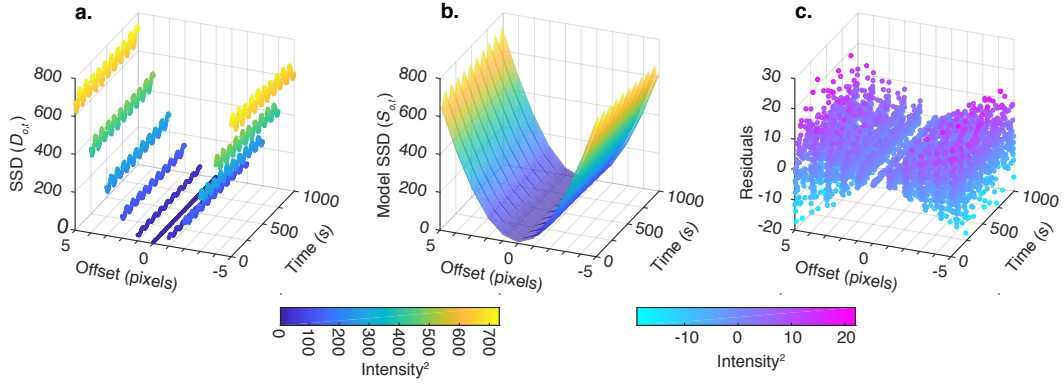 a.
b.
c.
800
600
400
200
0
SSD (Dₒ,ₜ)
5
0
-5
Offset (pixels)
0
500
1000
Time (s)
800
600
400
200
0
Model SSD (Sₒ,ₜ)
5
0
-5
Offset (pixels)
0
500
1000
Time (s)
30
20
10
0
-10
-20
Residuals
5
0
-5
Offset (pixels)
0
500
1000
Time (s)
0 100 200 300 400 500 600 700
Intensity²
-10 0 10 20
Intensity²